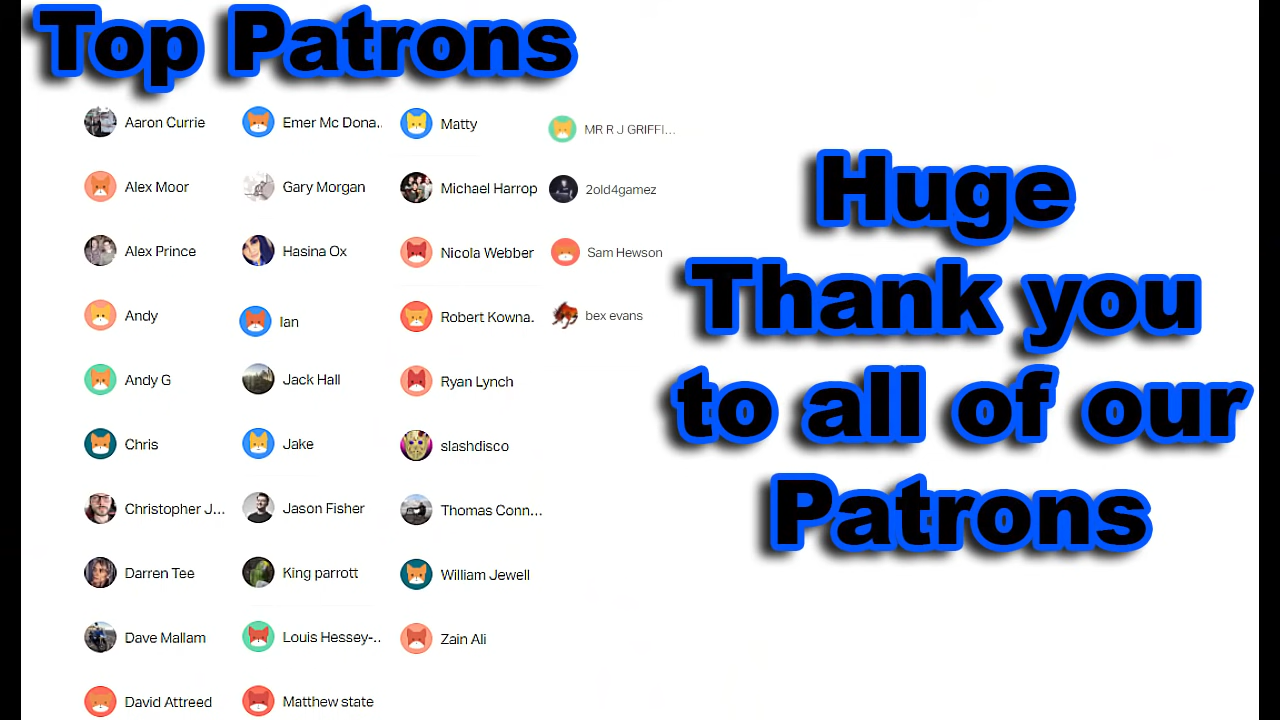 Top Patrons
Aaron Currie
Alex Moor
Alex Prince
Andy
Andy G
Chris
Christopher J...
Darren Tee
Dave Mallam
David Attreed
Emer Mc Dona..
Gary Morgan
Hasina Ox
Ian
Jack Hall
Jake
Jason Fisher
King parrott
Louis Hessey-..
Matthew state
Matty
Michael Harrop
Nicola Webber
Robert Kowna.
Ryan Lynch
slashdisco
Thomas Conn...
William Jewell
Zain Ali
MR R J GRIFFI...
2old4gamez
Sam Hewson
bex evans
Huge
Thank you
to all of our
Patrons